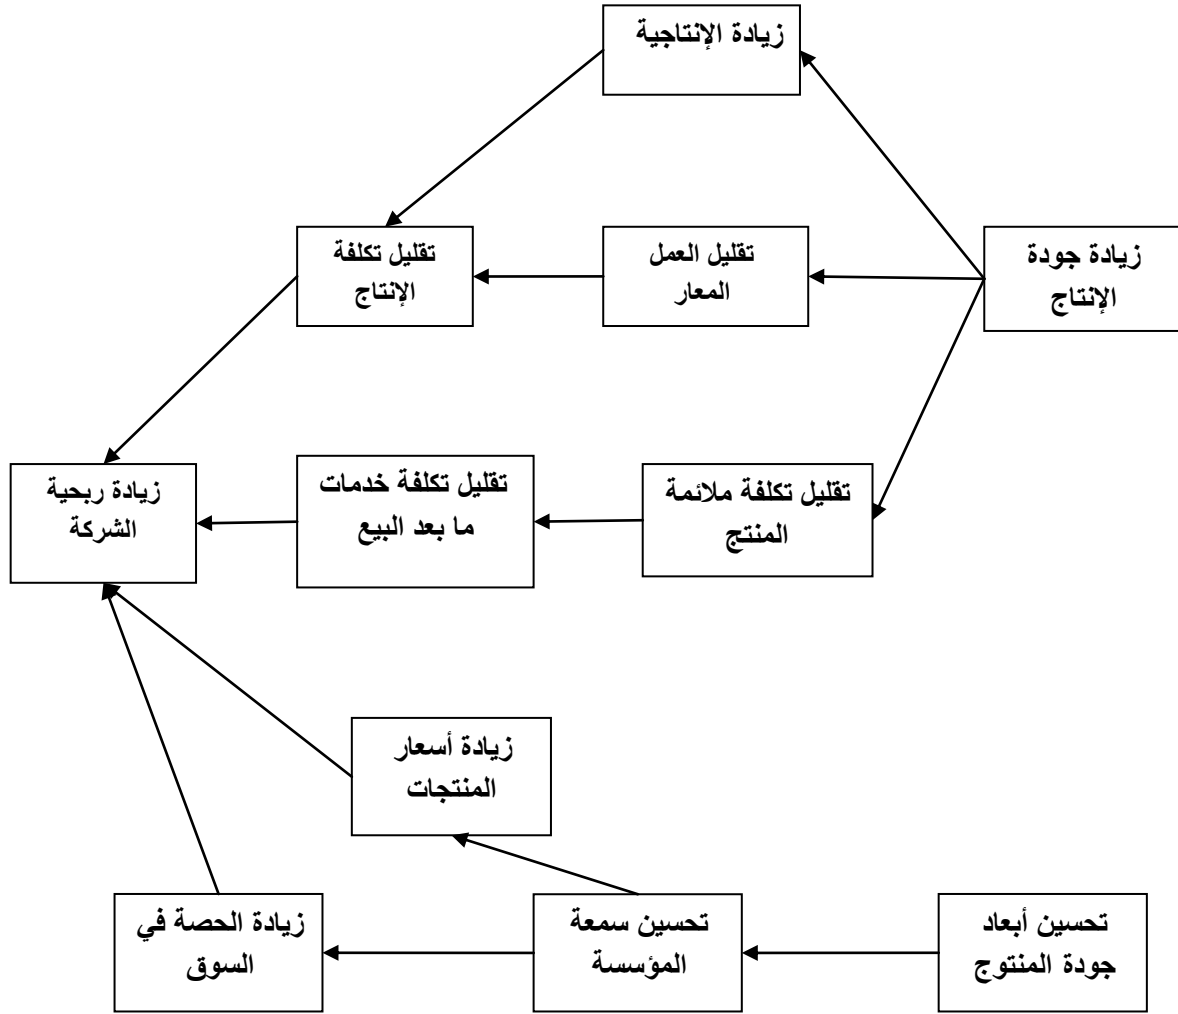 زيادة الإنتاجية
زيادة جودة
الإنتاج
تقليل العمل
المعار
تقليل تكلفة
الإنتاج
تقليل تكلفة ملائمة
المنتج
تقليل تكلفة خدمات
ما بعد البيع
زيادة ربحية
الشركة
زيادة أسعار
المنتجات
تحسين أبعاد
جودة المنتوج
تحسين سمعة
المؤسسة
زيادة الحصة في
السوق